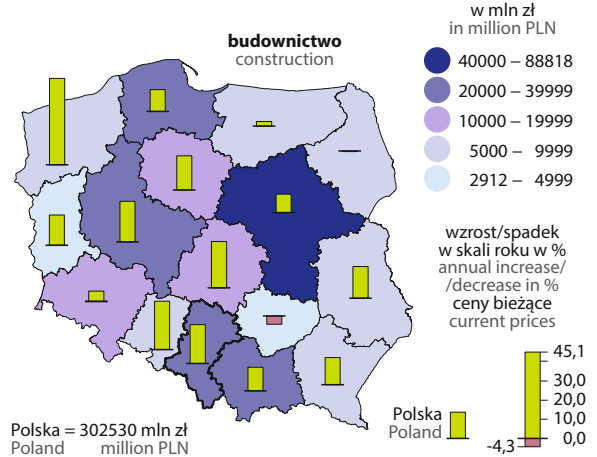 budownictwo
construction
w mln zł
in million PLN
40000 – 88818
20000 – 39999
10000 – 19999
5000 – 9999
2912 – 4999
wzrost/spadek
w skali roku w %
annual increase/
/decrease in %
ceny bieżące
current prices
45,1
30,0
20,0
10,0
0,0
-4,3
Polska
Poland
Polska = 302530 mln zł
Poland million PLN